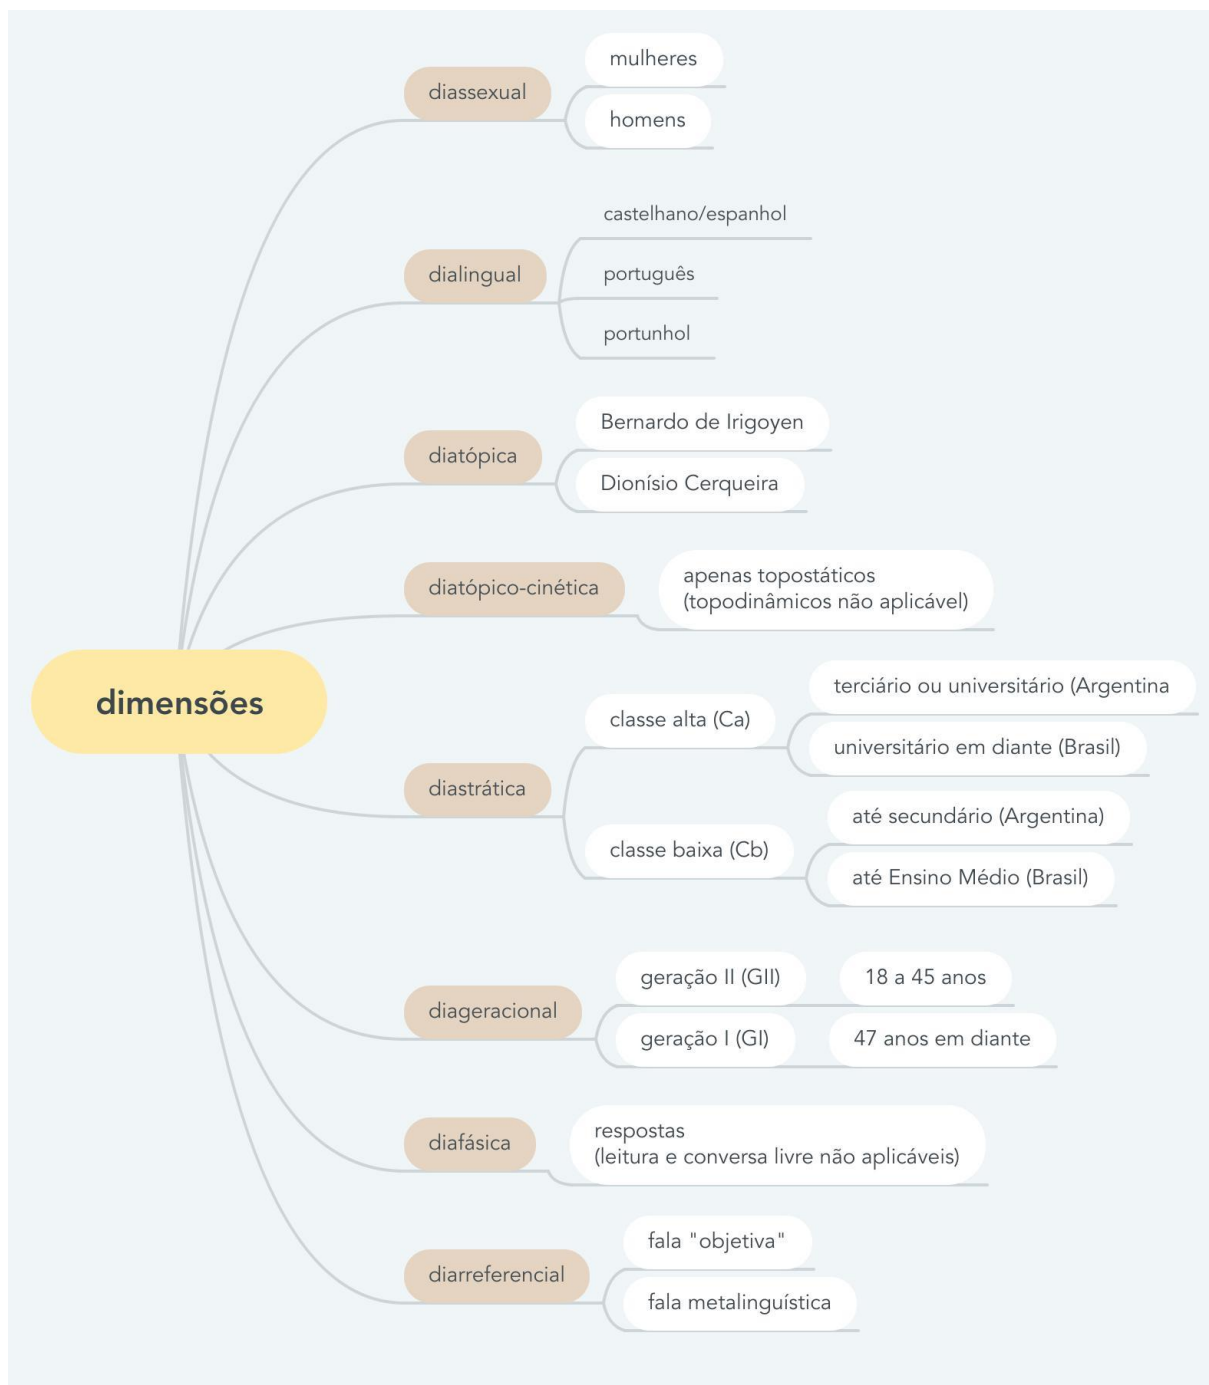 dimensões
diassexual
mulheres
homens
dialingual
castelhano/espanhol
português
portunhol
diatópica
Bernardo de Irigoyen
Dionísio Cerqueira
diatópico-cinética
apenas topostáticos
(topodinâmicos não aplicável)
diastrática
classe alta (Ca)
terciário ou universitário (Argentina
universitário em diante (Brasil)
classe baixa (Cb)
até secundário (Argentina)
até Ensino Médio (Brasil)
diageracional
geração II (GII)
18 a 45 anos
geração I (GI)
47 anos em diante
diafásica
respostas
(leitura e conversa livre não aplicáveis)
diarreferencial
fala "objetiva"
fala metalinguística